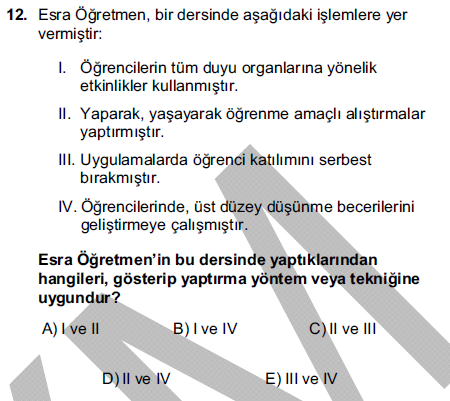 12. Esra Öğretmen, bir dersinde aşağıdaki işlemlere yer
vermiştir:
I. Öğrencilerin tüm duyu organlarına yönelik
etkinlikler kullanmıştır.
II. Yaparak, yaşayarak öğrenme amaçlı alıştırmalar
yaptırmıştır.
III. Uygulamalarda öğrenci katılımını serbest
bırakmıştır.
IV. Öğrencilerinde, üst düzey düşünme becerilerini
geliştirmeye çalışmıştır.
Esra Öğretmen’in bu dersinde yaptıklarından
hangileri, gösterip yaptırma yöntem veya tekniğine
uygundur?
A) I ve II B) I ve IV C) II ve III
D) II ve IV E) III ve IV